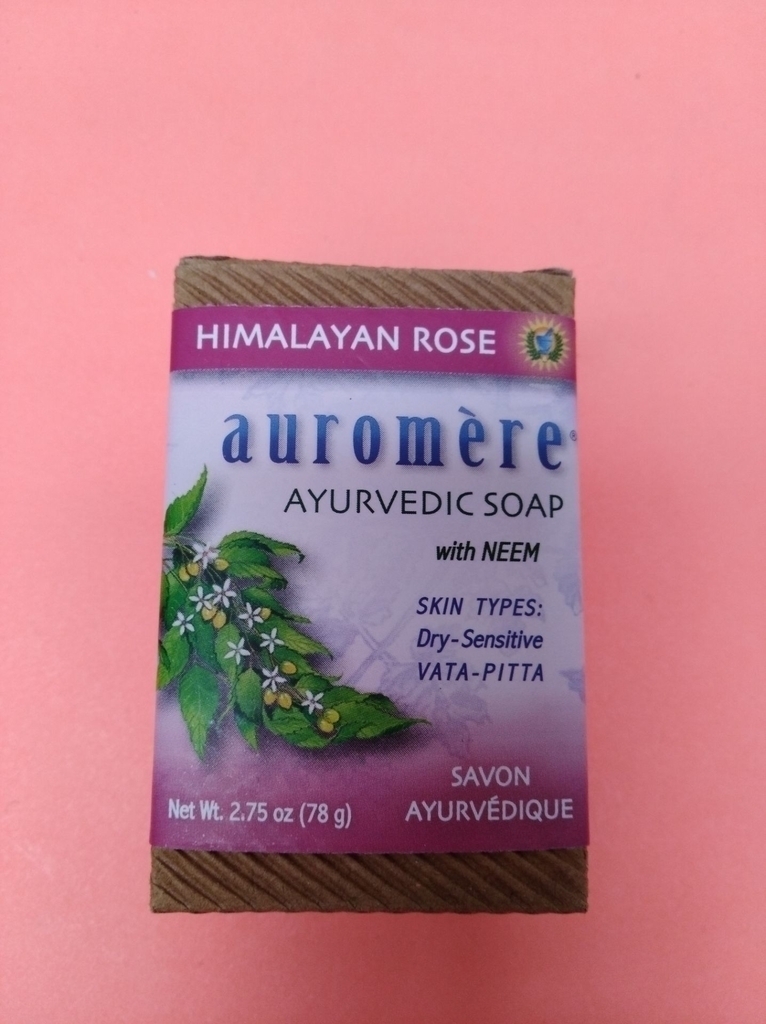 HIMALAYAN ROSE
auromère®
AYURVEDIC SOAP
with NEEM
SKIN TYPES:
Dry-Sensitive
VATA-PITTA
SAVON
AYURVÉDIQUE
Net Wt. 2.75 oz (78 g)